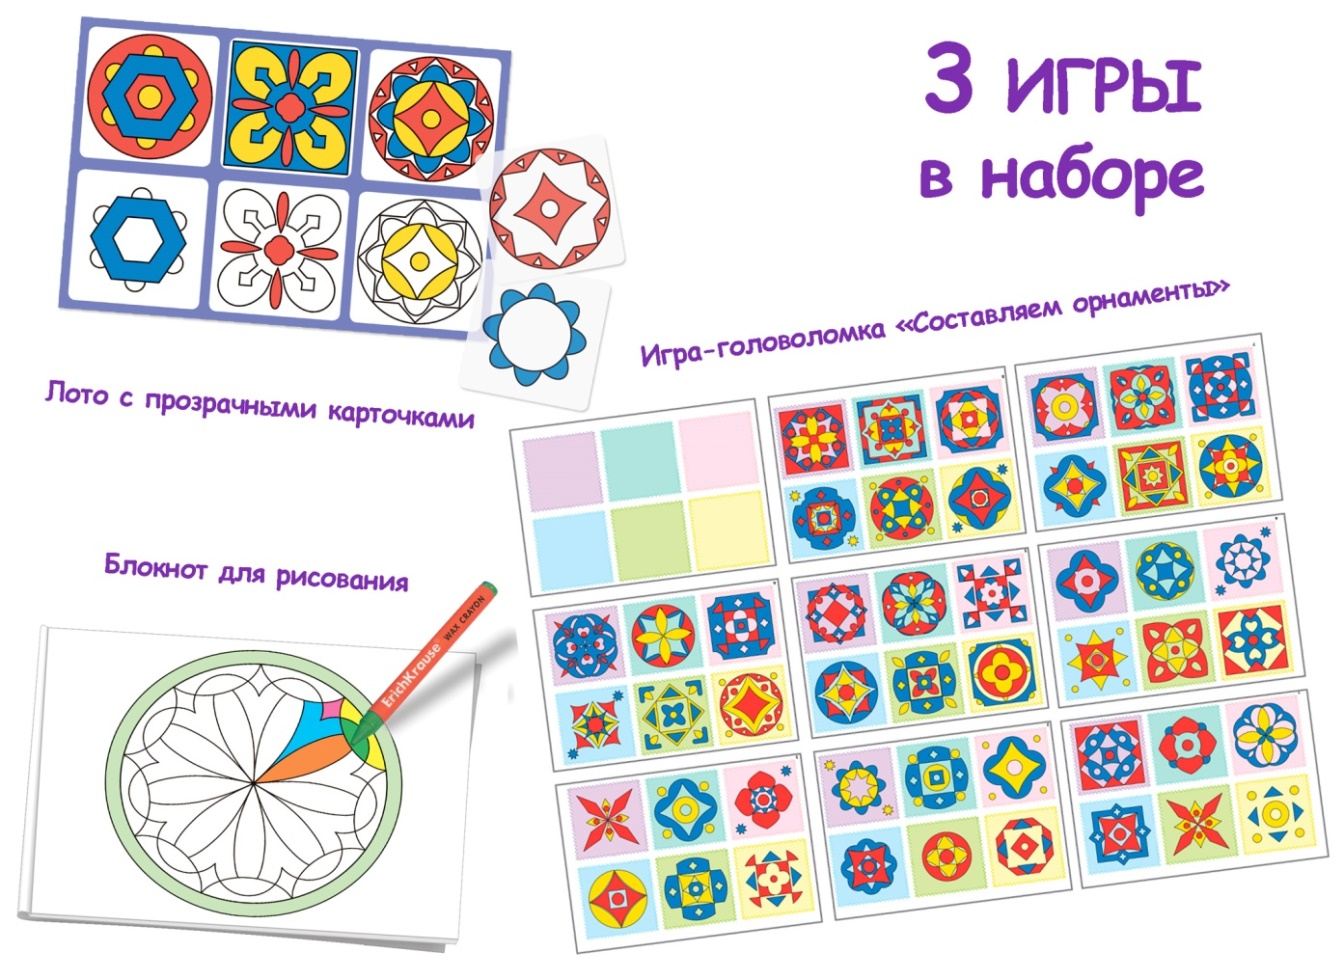 3 ИГРЫ
в наборе
Лото с прозрачными карточками
Игра-головоломка «Составляем орнаменты»
Блокнот для рисования
ErichKrause WAX CRAYON